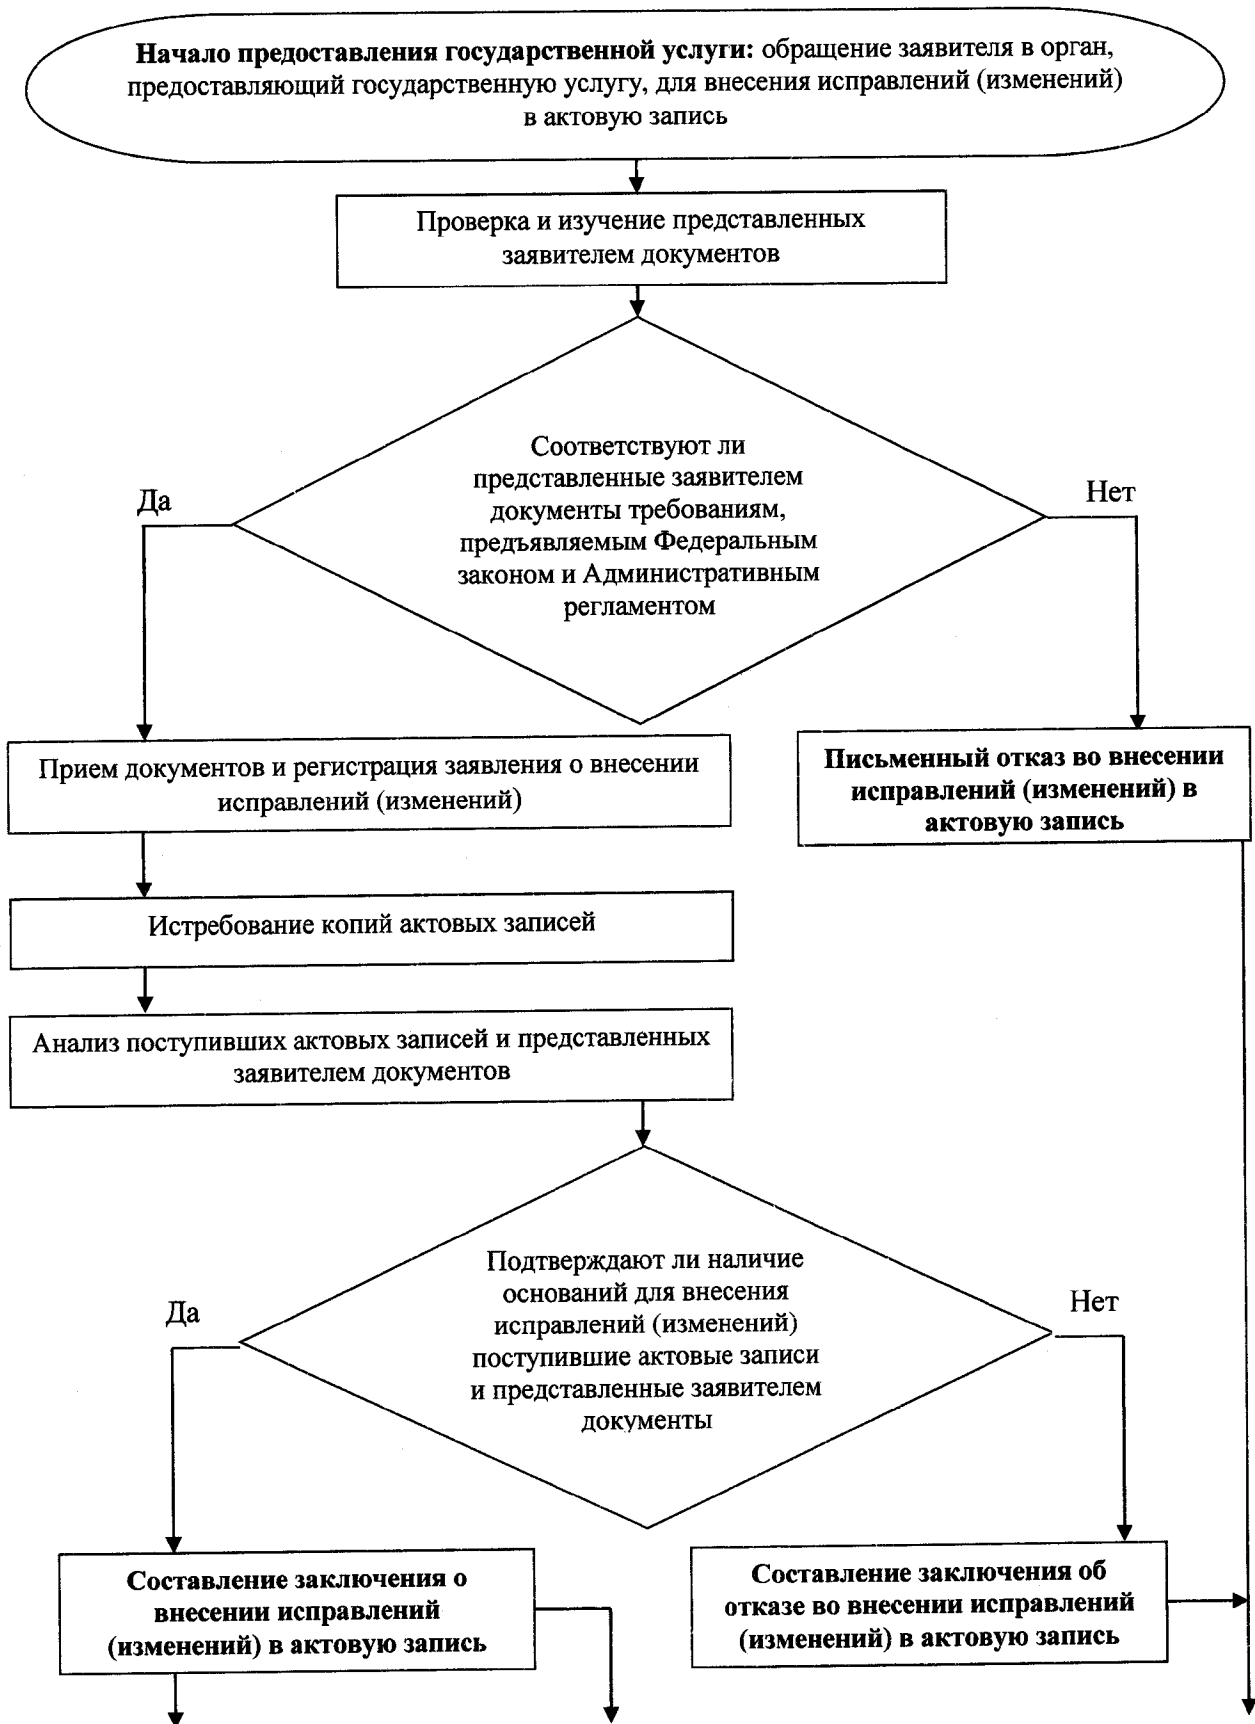 Начало предоставления государственной услуги: обращение заявителя в орган,
предоставляющий государственную услугу, для внесения исправлений (изменений)
в актовую запись
Проверка и изучение представленных
заявителем документов
Соответствуют ли
представленные заявителем
документы требованиям,
предъявляемым Федеральным
законом и Административным
регламентом
Да
Нет
Прием документов и регистрация заявления о внесении
исправлений (изменений)
Письменный отказ во внесении
исправлений (изменений) в
актовую запись
Истребование копий актовых записей
Анализ поступивших актовых записей и представленных
заявителем документов
Подтверждают ли наличие
оснований для внесения
исправлений (изменений)
поступившие актовые записи
и представленные заявителем
документы
Да
Нет
Составление заключения о
внесении исправлений
(изменений) в актовую запись
Составление заключения об
отказе во внесении исправлений
(изменений) в актовую запись